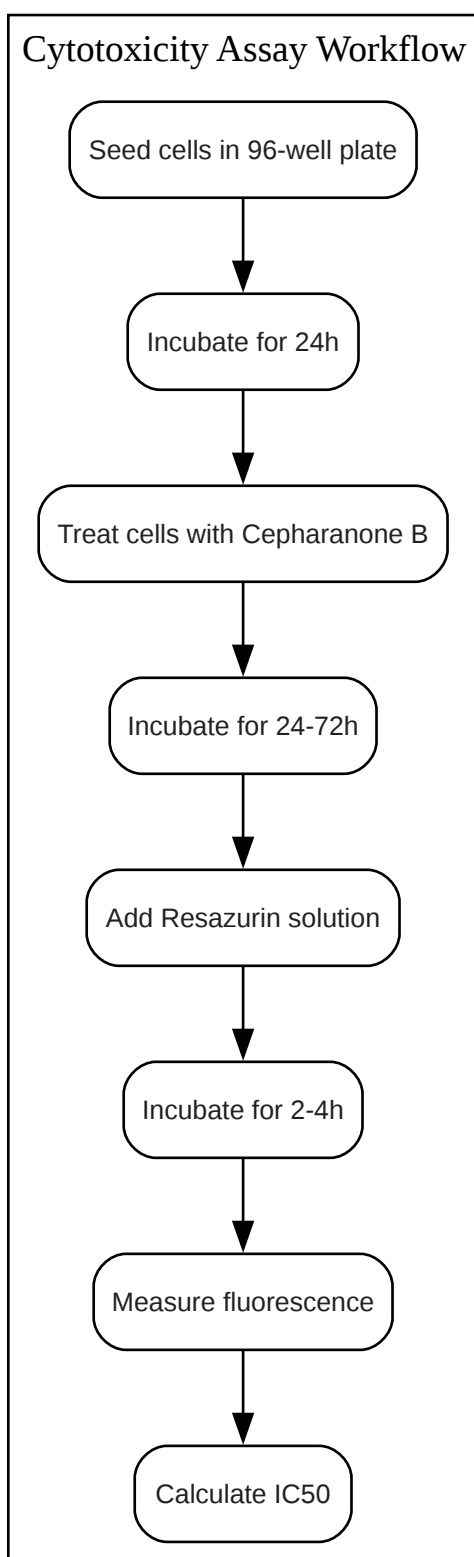 Cytotoxicity Assay Workflow
Seed cells in 96-well plate
Incubate for 24h
Treat cells with Cepharanone B
Incubate for 24-72h
Add Resazurin solution
Incubate for 2-4h
Measure fluorescence
Calculate IC50